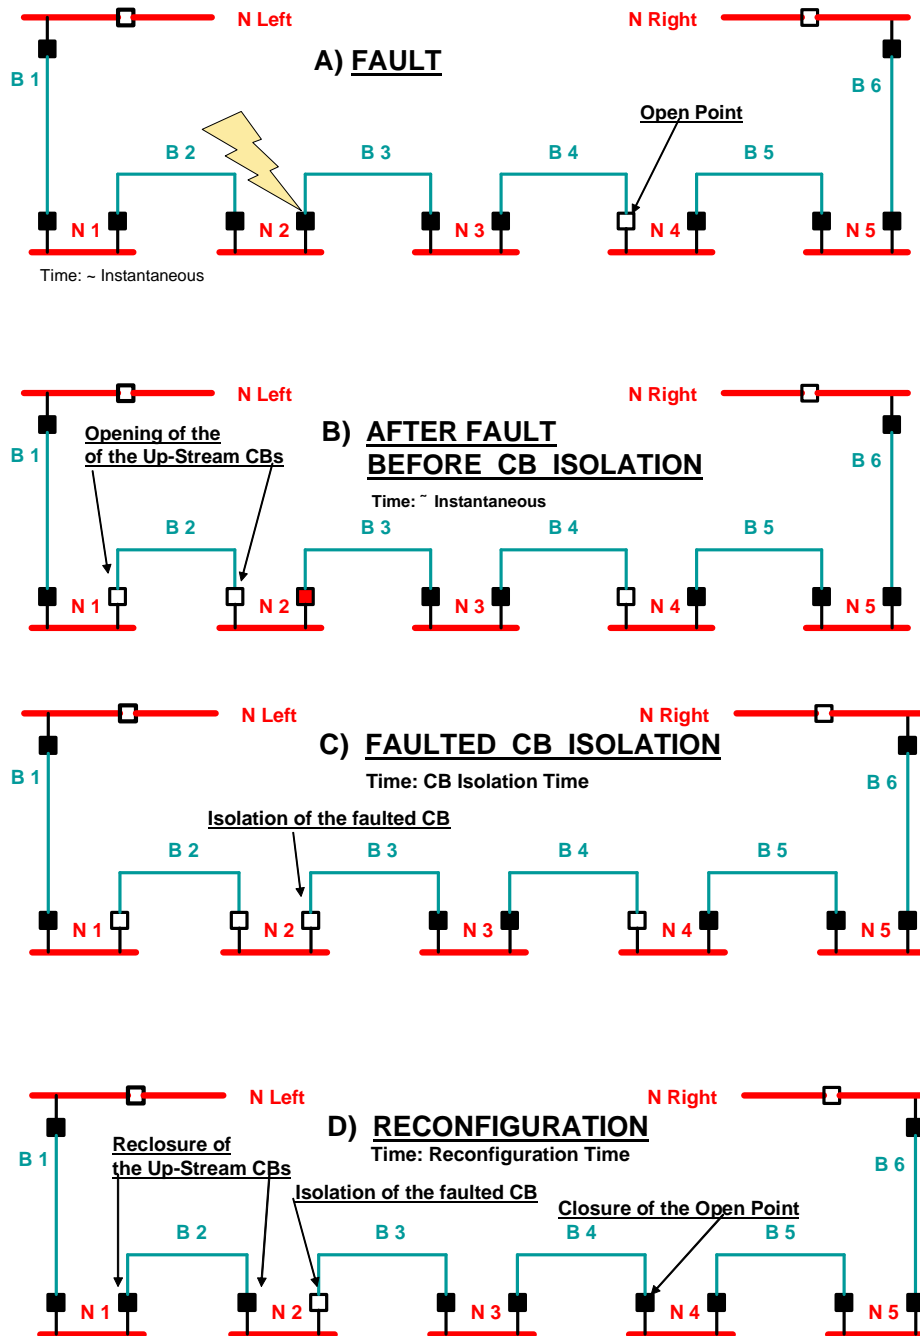 N Left
N Right
A) FAULT
B 1
B 6
Open Point
B 2
B 3
B 4
B 5
N 1
N 2
N 3
N 4
N 5
Time: ~ Instantaneous
N Left
N Right
B) AFTER FAULT
BEFORE CB ISOLATION
Opening of the
of the Up-Stream CBs
B 1
B 6
Time: ~ Instantaneous
B 2
B 3
B 4
B 5
N 1
N 2
N 3
N 4
N 5
N Left
N Right
C) FAULTED CB ISOLATION
B 1
B 6
Time: CB Isolation Time
Isolation of the faulted CB
B 2
B 3
B 4
B 5
N 1
N 2
N 3
N 4
N 5
N Left
N Right
D) RECONFIGURATION
Time: Reconfiguration Time
B 1
B 6
Reclosure of
the Up-Stream CBs
Isolation of the faulted CB
Closure of the Open Point
B 2
B 3
B 4
B 5
N 1
N 2
N 3
N 4
N 5